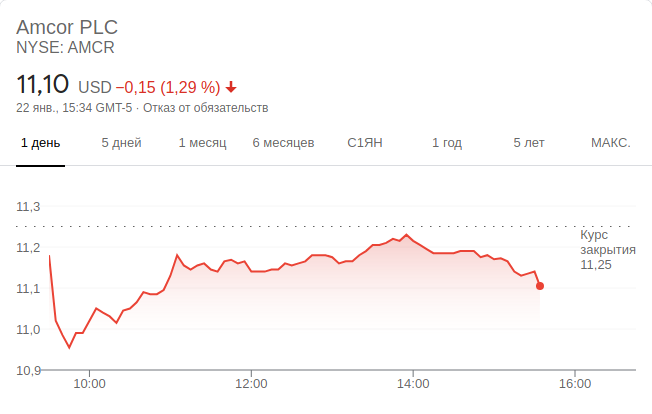 Amcor PLC
NYSE: AMCR
11,10 USD −0,15 (1,29 %)
22 янв., 15:34 GMT-5 · Отказ от обязательств
1 день 5 дней 1 месяц 6 месяцев С1ЯН 1 год 5 лет МАКС.
11,3
Курс
закрытия
11,25
11,2
11,1
11,0
10,9
10:00 12:00 14:00 16:00